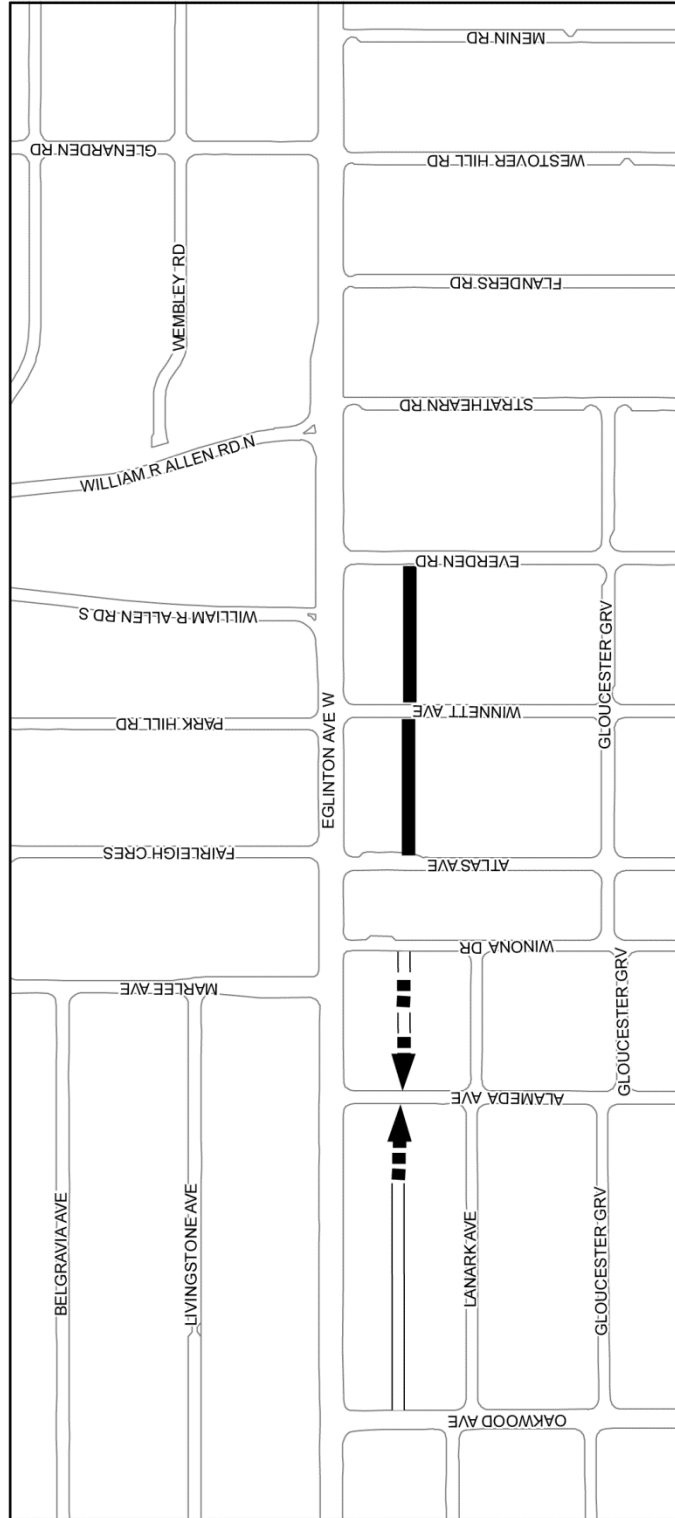 MENIN RD
GLENARDEN RD
WESTOVER HILL RD
WEMBLEY RD
FLANDERS RD
STRATHEARN RD
WILLIAM R ALLEN RD N
EVERDEN RD
WILLIAM R ALLEN RD S
GLOUCESTER GRV
PARK HILL RD
EGLINTON AVE W
WINNETT AVE
FAIRLEIGH CRES
ATLAS AVE
WINONA DR
MARLEE AVE
GLOUCESTER GRV
ALAMEDA AVE
BELGRAVIA AVE
LIVINGSTONE AVE
LANARK AVE
GLOUCESTER GRV
OAKWOOD AVE